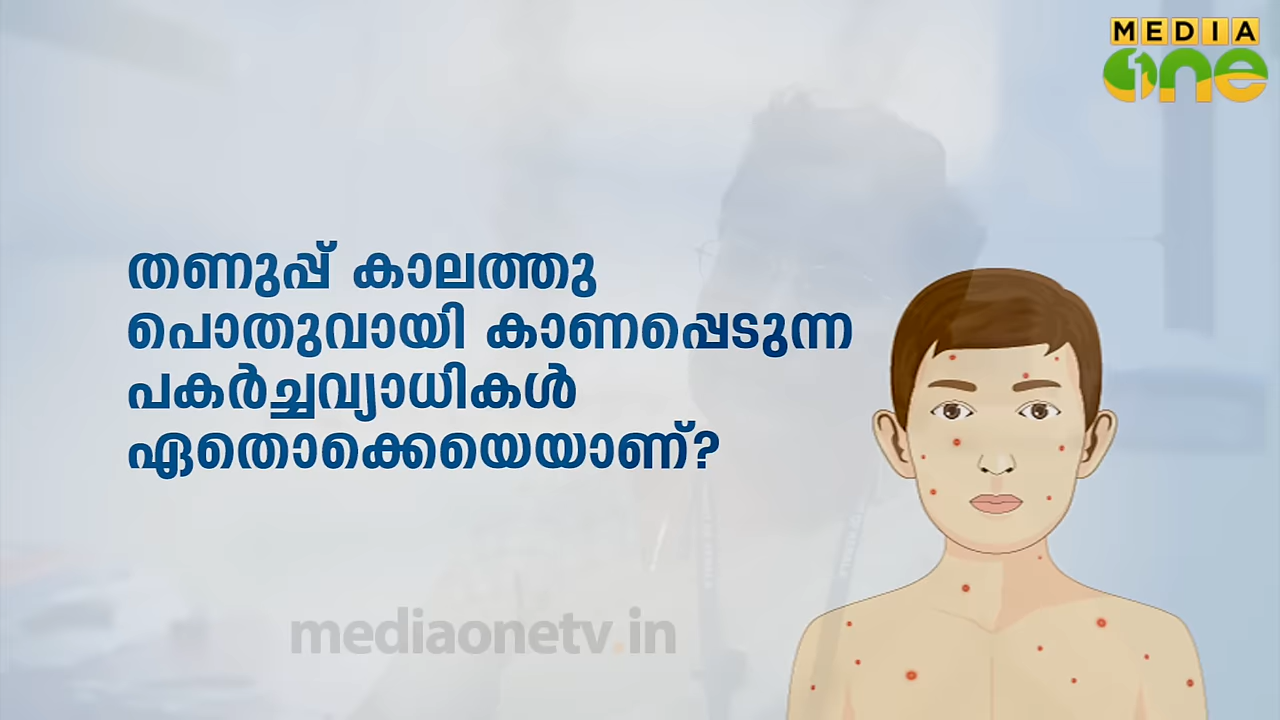 MEDIA
one
തണുപ്പ് കാലത്തു
പൊതുവായി കാണപ്പെടുന്ന
പകർച്ചവ്യാധികൾ
ഏതൊക്കെയെയാണ്?
mediaonetv.in